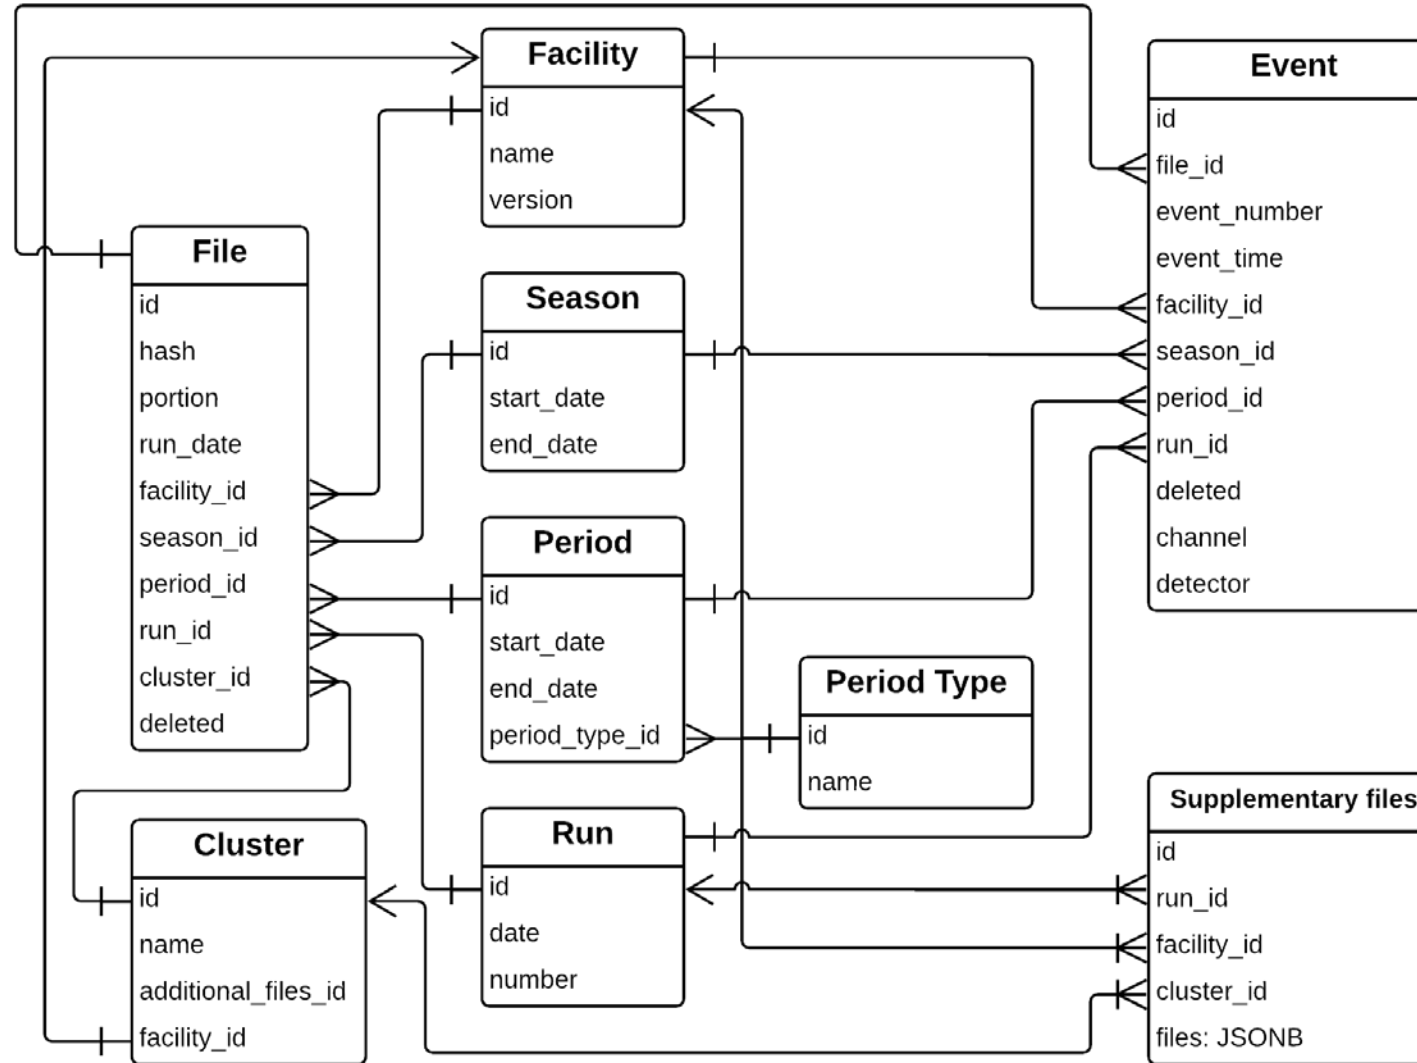 Facility
id
name
version
Event
id
file_id
event_number
event_time
facility_id
season_id
period_id
run_id
deleted
channel
detector
File
id
hash
portion
run_date
facility_id
season_id
period_id
run_id
cluster_id
deleted
Season
id
start_date
end_date
Period
id
start_date
end_date
period_type_id
Period Type
id
name
Cluster
id
name
additional_files_id
facility_id
Run
id
date
number
Supplementary files
id
run_id
facility_id
cluster_id
files: JSONB